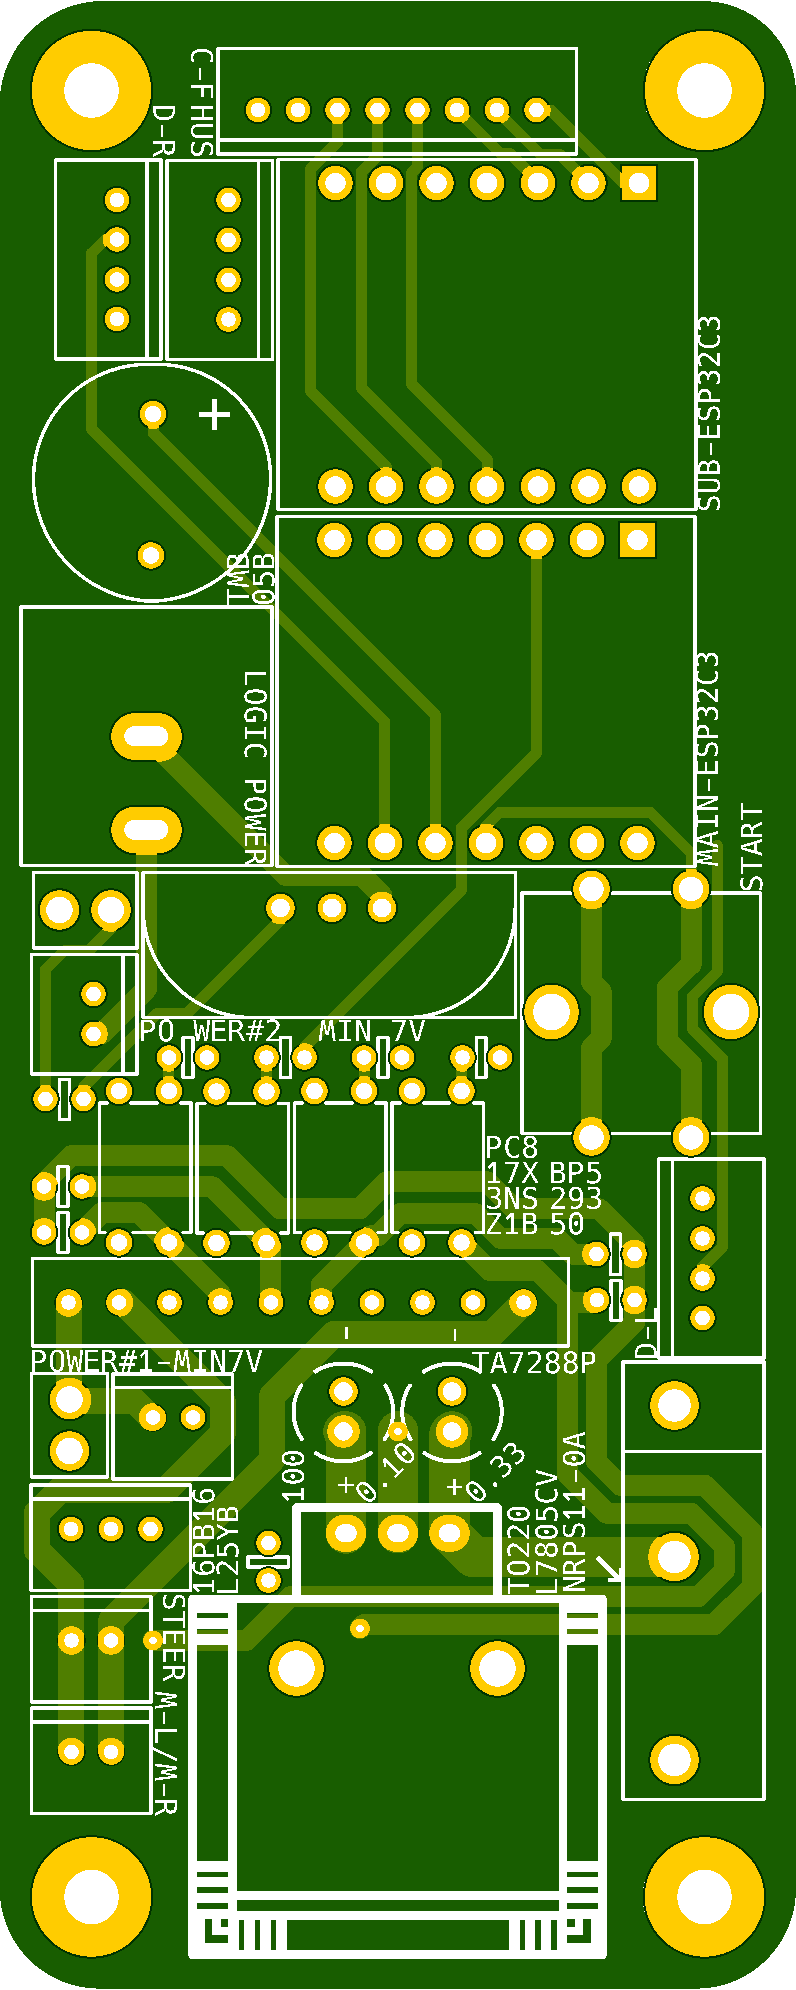 C-FHUS
D-R
SUB-ESP32C3
+
TWB
05B
LOGIC POWER
MAIN-ESP32C3
START
PO WER#2 MIN 7V
PC8
17X BP5
3NS 293
Z1B 50
D-L
POWER#1-MIN7V
TA7288P
- -
100
+
0.10
+
0.33
16PB16
L25YB
TO220
L7805CV
NRPS11-0A
STEER M-L/M-R